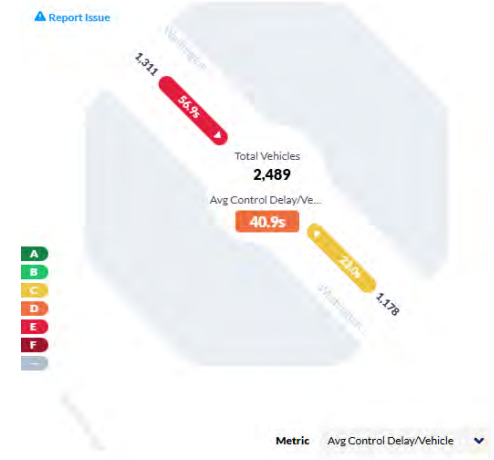 Report Issue
1,311
56.9s
Total Vehicles
2,489
Avg Control Delay/Ve...
40.9s
A
B
C
D
E
F
23.0s
1,178
Metric Avg Control Delay/Vehicle